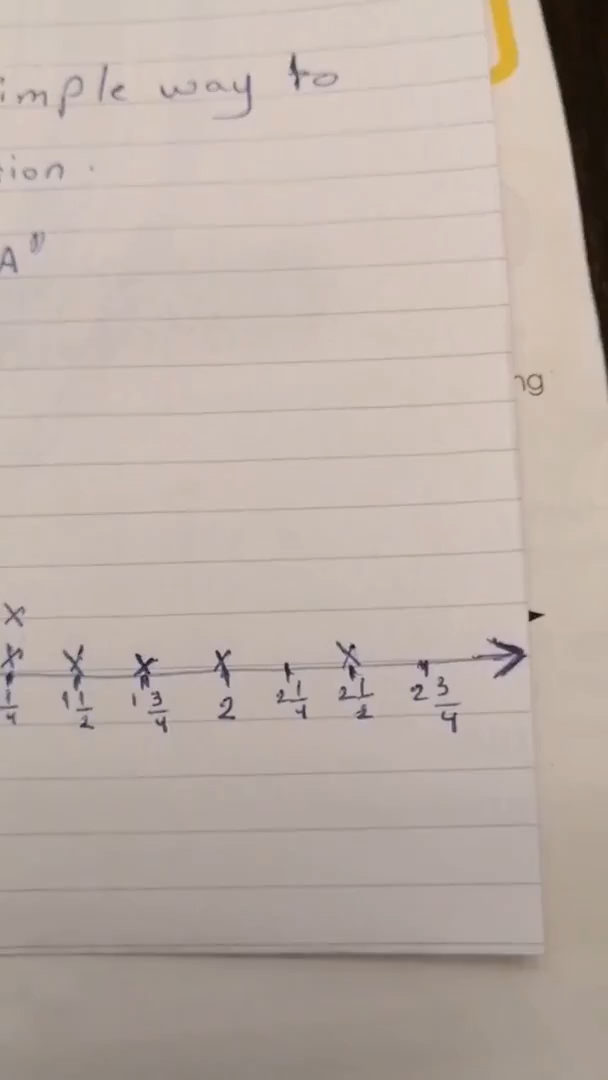 imple way to
tion.
A"
ng
x
x x x x x
1/4 1 1/2 1 3/4 2 2 1/4 2 1/2 2 3/4